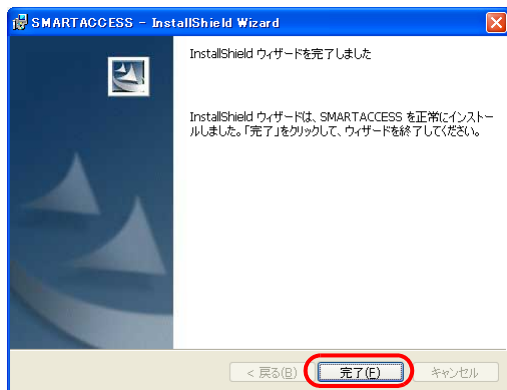 SMARTACCESS - InstallShield Wizard
InstallShield ウィザードを完了しました
InstallShield ウィザードは、SMARTACCESS を正常にインストー
ルしました。「完了」をクリックして、ウィザードを終了してください。
< 戻る(B) 完了(F) キャンセル